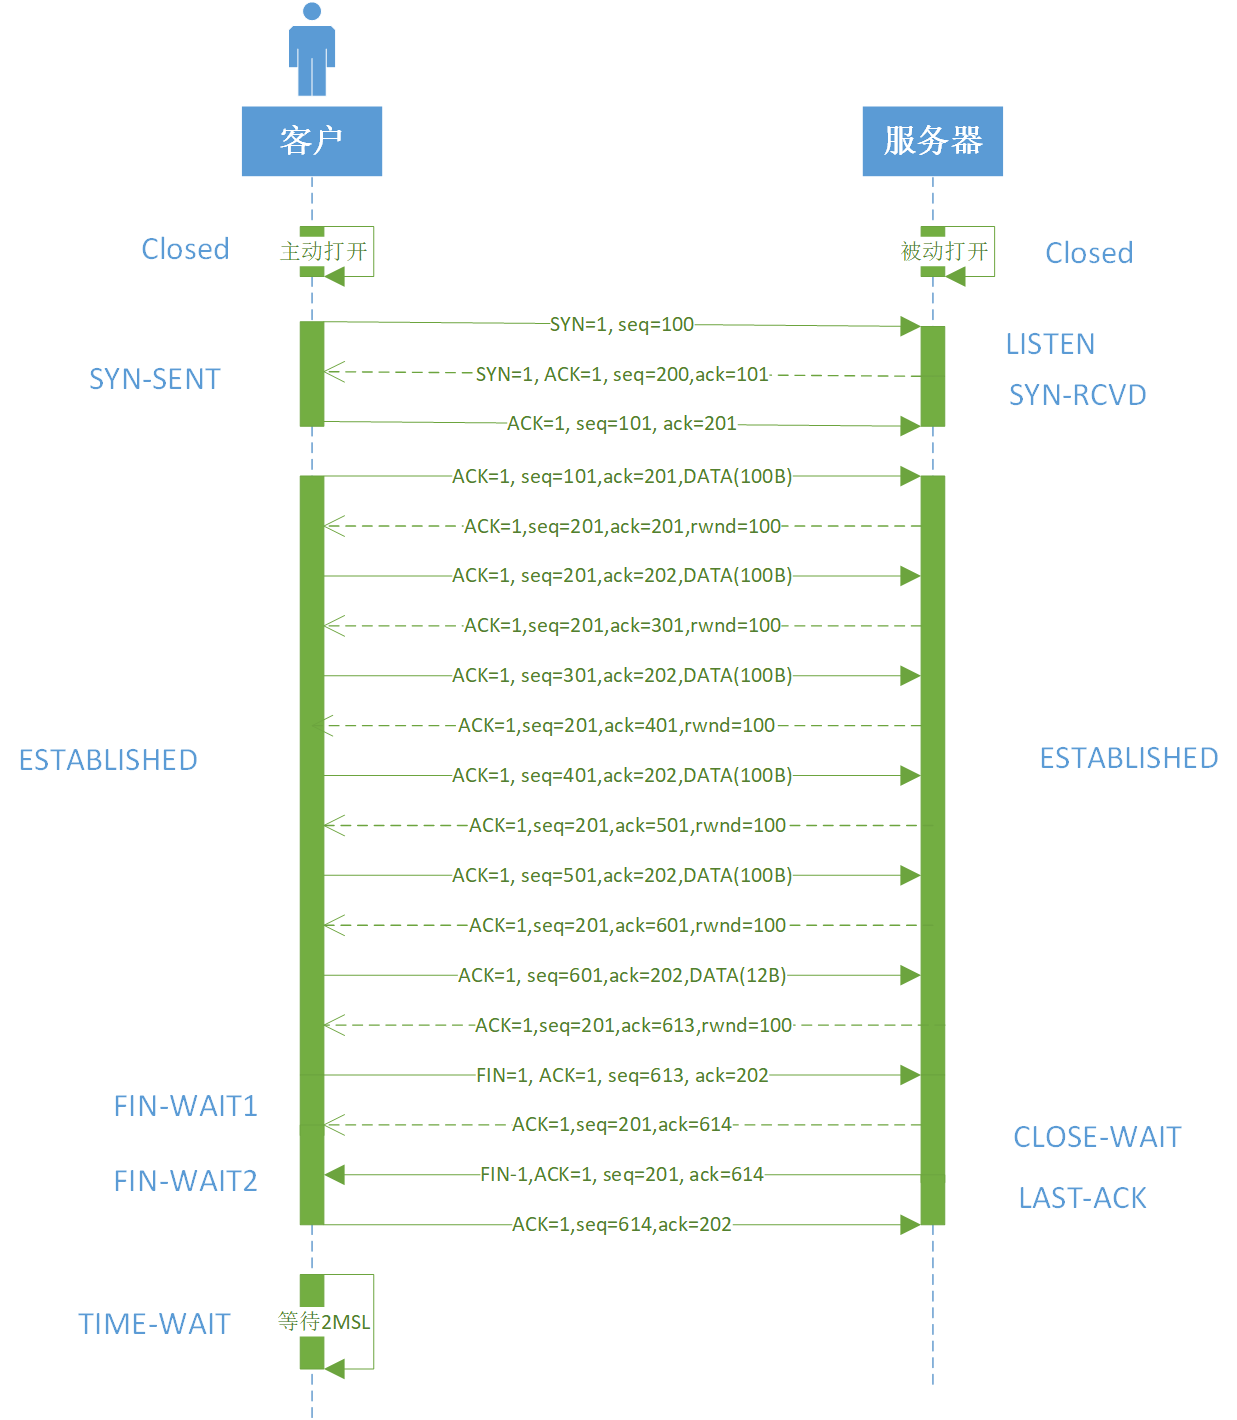 客户
服务器
Closed
主动打开
被动打开
Closed
SYN=1, seq=100
LISTEN
SYN-SENT
SYN=1, ACK=1, seq=200,ack=101
SYN-RCVD
ACK=1, seq=101, ack=201
ACK=1, seq=101,ack=201,DATA(100B)
ACK=1,seq=201,ack=201,rwnd=100
ACK=1, seq=201,ack=202,DATA(100B)
ACK=1,seq=201,ack=301,rwnd=100
ACK=1, seq=301,ack=202,DATA(100B)
ACK=1,seq=201,ack=401,rwnd=100
ESTABLISHED
ESTABLISHED
ACK=1, seq=401,ack=202,DATA(100B)
ACK=1,seq=201,ack=501,rwnd=100
ACK=1, seq=501,ack=202,DATA(100B)
ACK=1,seq=201,ack=601,rwnd=100
ACK=1, seq=601,ack=202,DATA(12B)
ACK=1,seq=201,ack=613,rwnd=100
FIN=1, ACK=1, seq=613, ack=202
FIN-WAIT1
ACK=1,seq=201,ack=614
CLOSE-WAIT
FIN-WAIT2
FIN-1,ACK=1, seq=201, ack=614
LAST-ACK
ACK=1,seq=614,ack=202
TIME-WAIT
等待2MSL